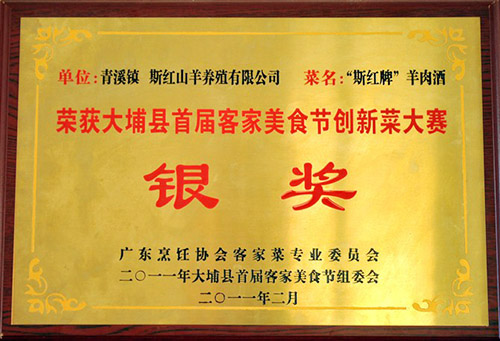 单位：青溪镇 斯红山羊养殖有限公司 菜名：“斯红牌”羊肉酒
荣获大埔县首届客家美食节创新菜大赛
银奖
广东烹饪协会客家菜专业委员会
二〇一一年大埔县首届客家美食节组委会
二〇一一年二月